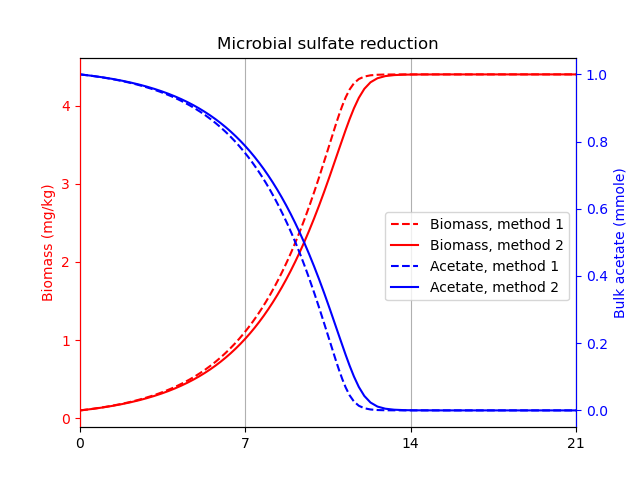 Microbial sulfate reduction
Biomass (mg/kg)
4
3
2
1
0
0
7
14
21
1.0
0.8
0.6
0.4
0.2
0.0
Bulk acetate (mmole)
Biomass, method 1
Biomass, method 2
Acetate, method 1
Acetate, method 2